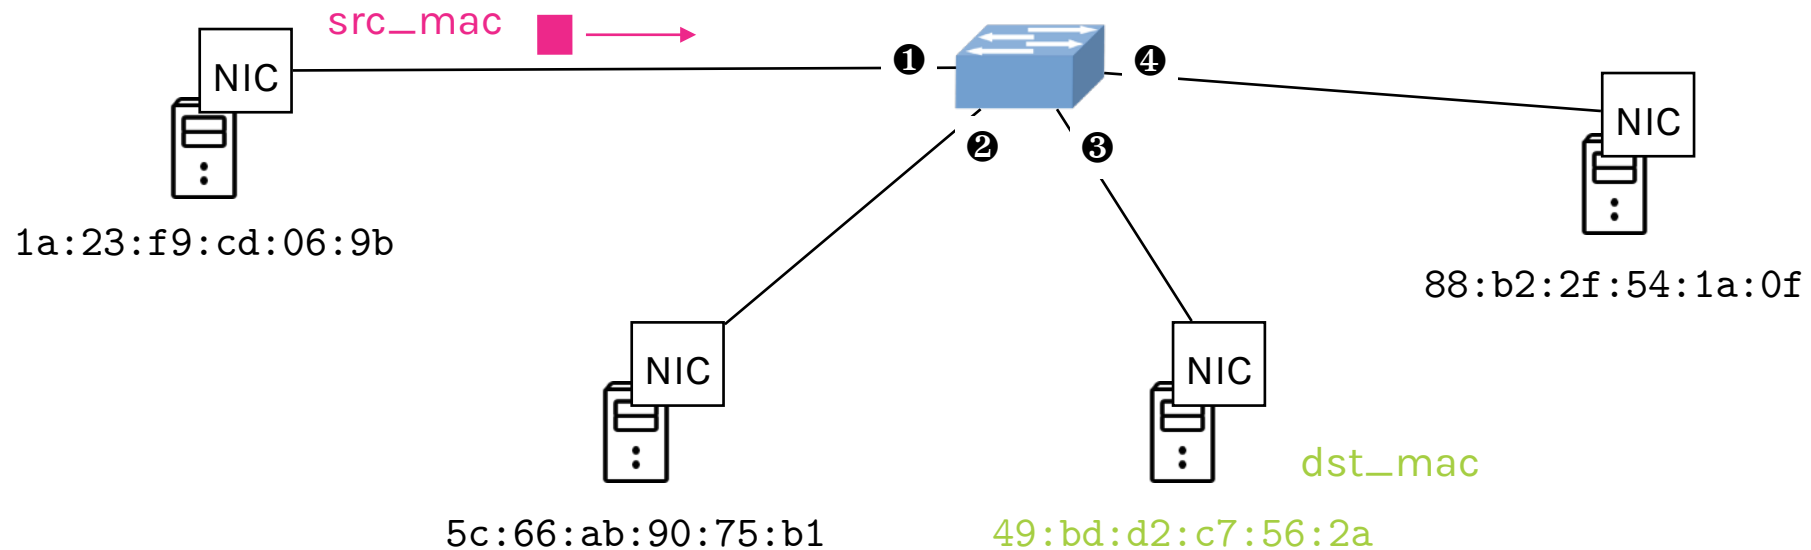 src_mac
NIC
❶
❹
NIC
❷
❸
1a:23:f9:cd:06:9b
88:b2:2f:54:1a:0f
NIC
NIC
dst_mac
5c:66:ab:90:75:b1
49:bd:d2:c7:56:2a